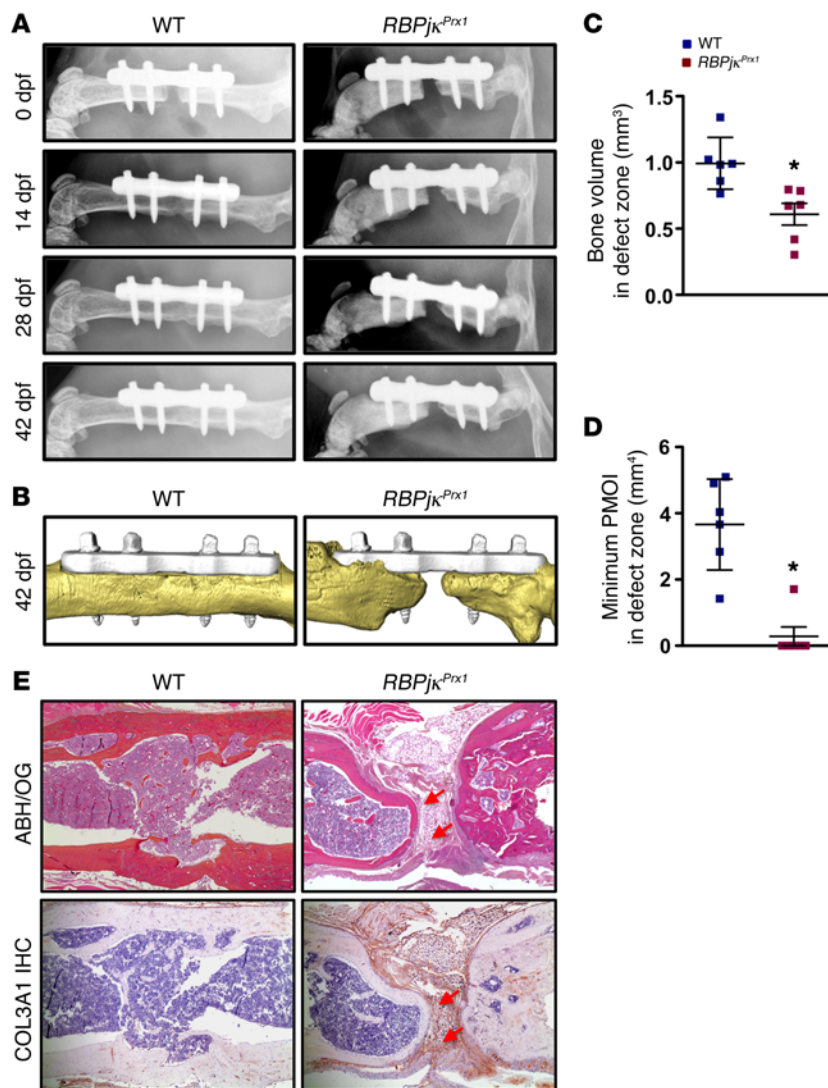 A
WT
RBPjκ^Prx1
0 dpf
14 dpf
28 dpf
42 dpf
B
WT
RBPjκ^Prx1
42 dpf
C
WT
RBPjκ^Prx1
Bone volume
in defect zone (mm³)
1.5
1.0
0.5
0.0
*
D
Minimum PMOI
in defect zone (mm⁴)
6
4
2
0
*
E
WT
RBPjκ^Prx1
ABH/OG
COL3A1 IHC